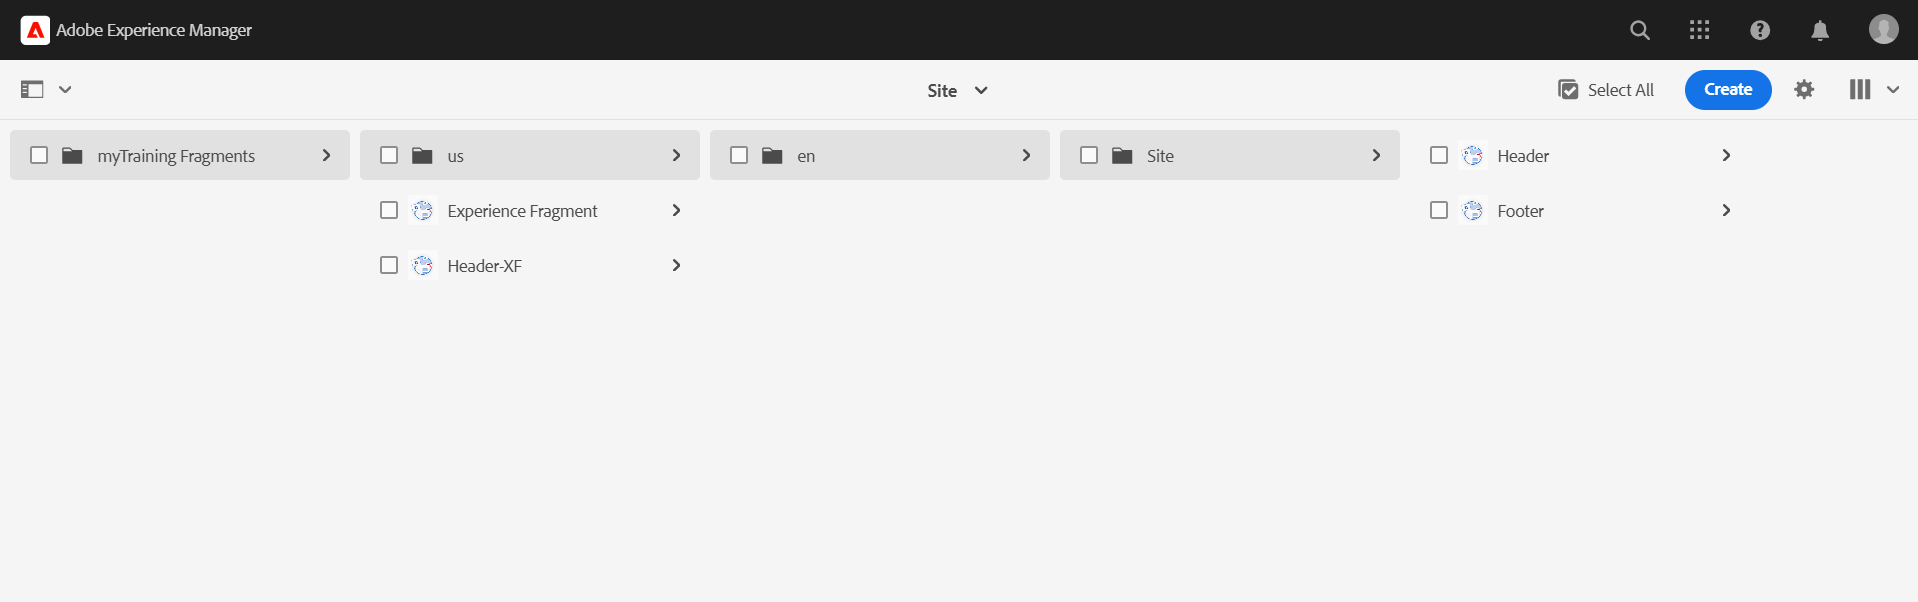 Adobe Experience Manager
Site
Select All
Create
myTraining Fragments
us
en
Site
Header
Experience Fragment
Footer
Header-XF